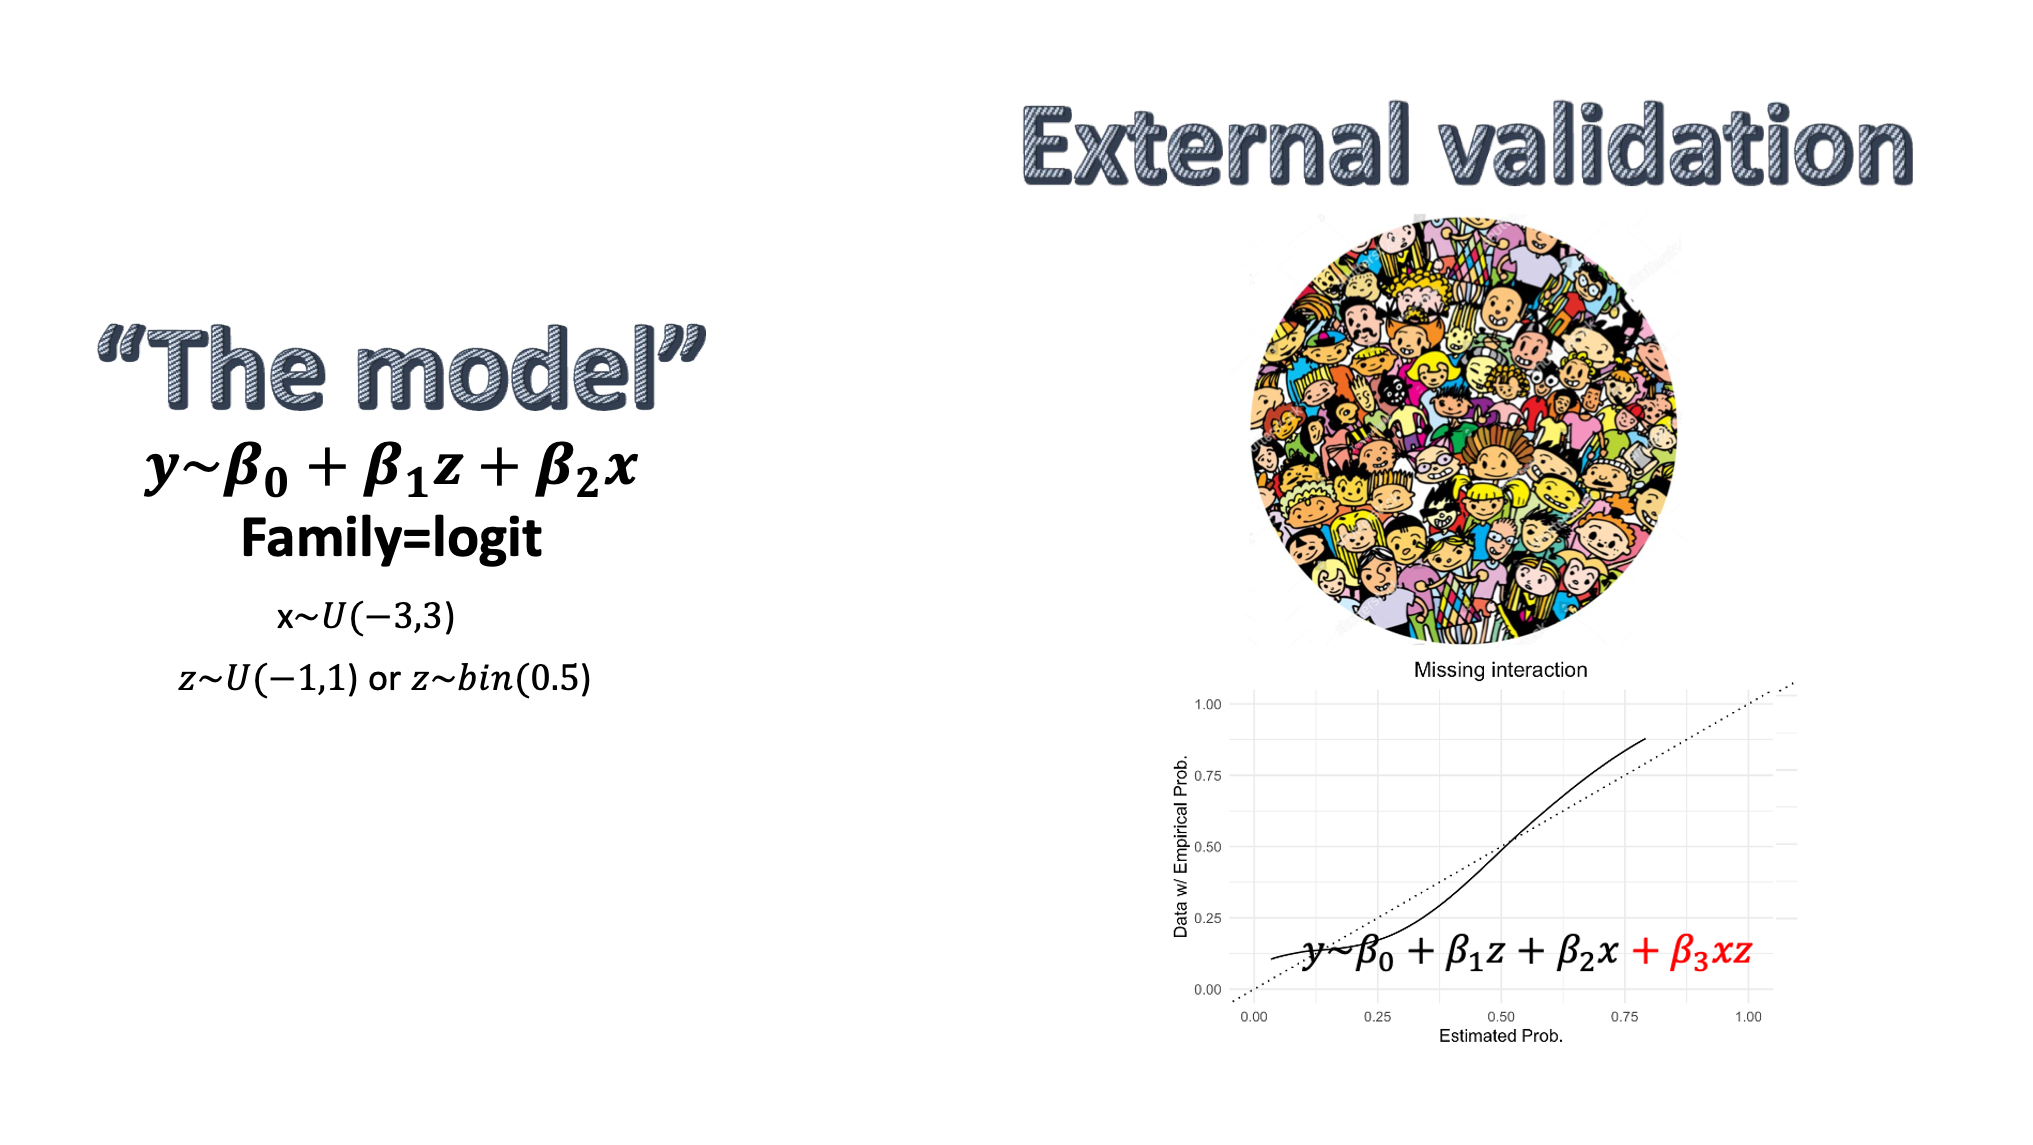 “The model”
y~β₀ + β₁z + β₂x
Family=logit
x~U(−3,3)
z~U(−1,1) or z~bin(0.5)
External validation
Missing interaction
Data w/ Empirical Prob.
1.00
0.75
0.50
0.25
0.00
y~β₀ + β₁z + β₂x + β₃xz
0.00 0.25 0.50 0.75 1.00
Estimated Prob.